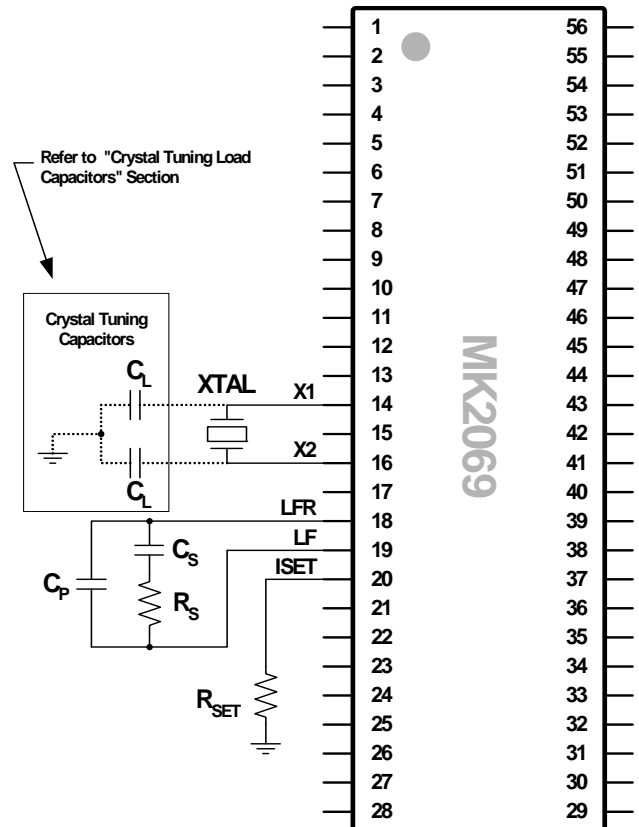 1 56
2 55
3 54
4 53
5 52
Refer to "Crystal Tuning Load
Capacitors" Section
6 51
7 50
8 49
9 48
10 47
Crystal Tuning
Capacitors
11 46
12 45
13 44
CL XTAL X1 14 43
15 42
X2 16 41
CL
17 40
LFR 18 39
CS LF 19 38
CP ISET 20 37
RS 21 36
22 35
23 34
RSET 24 33
25 32
26 31
27 30
28 29
MK2069